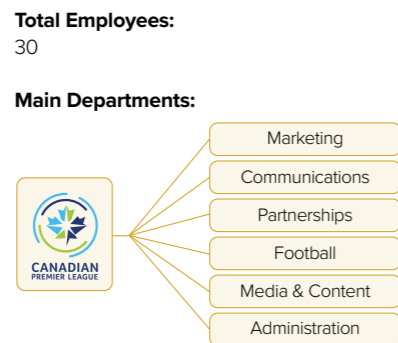 Total Employees:
30
Main Departments:
Marketing
Communications
Partnerships
Football
Media & Content
Administration
CANADIAN
PREMIER LEAGUE